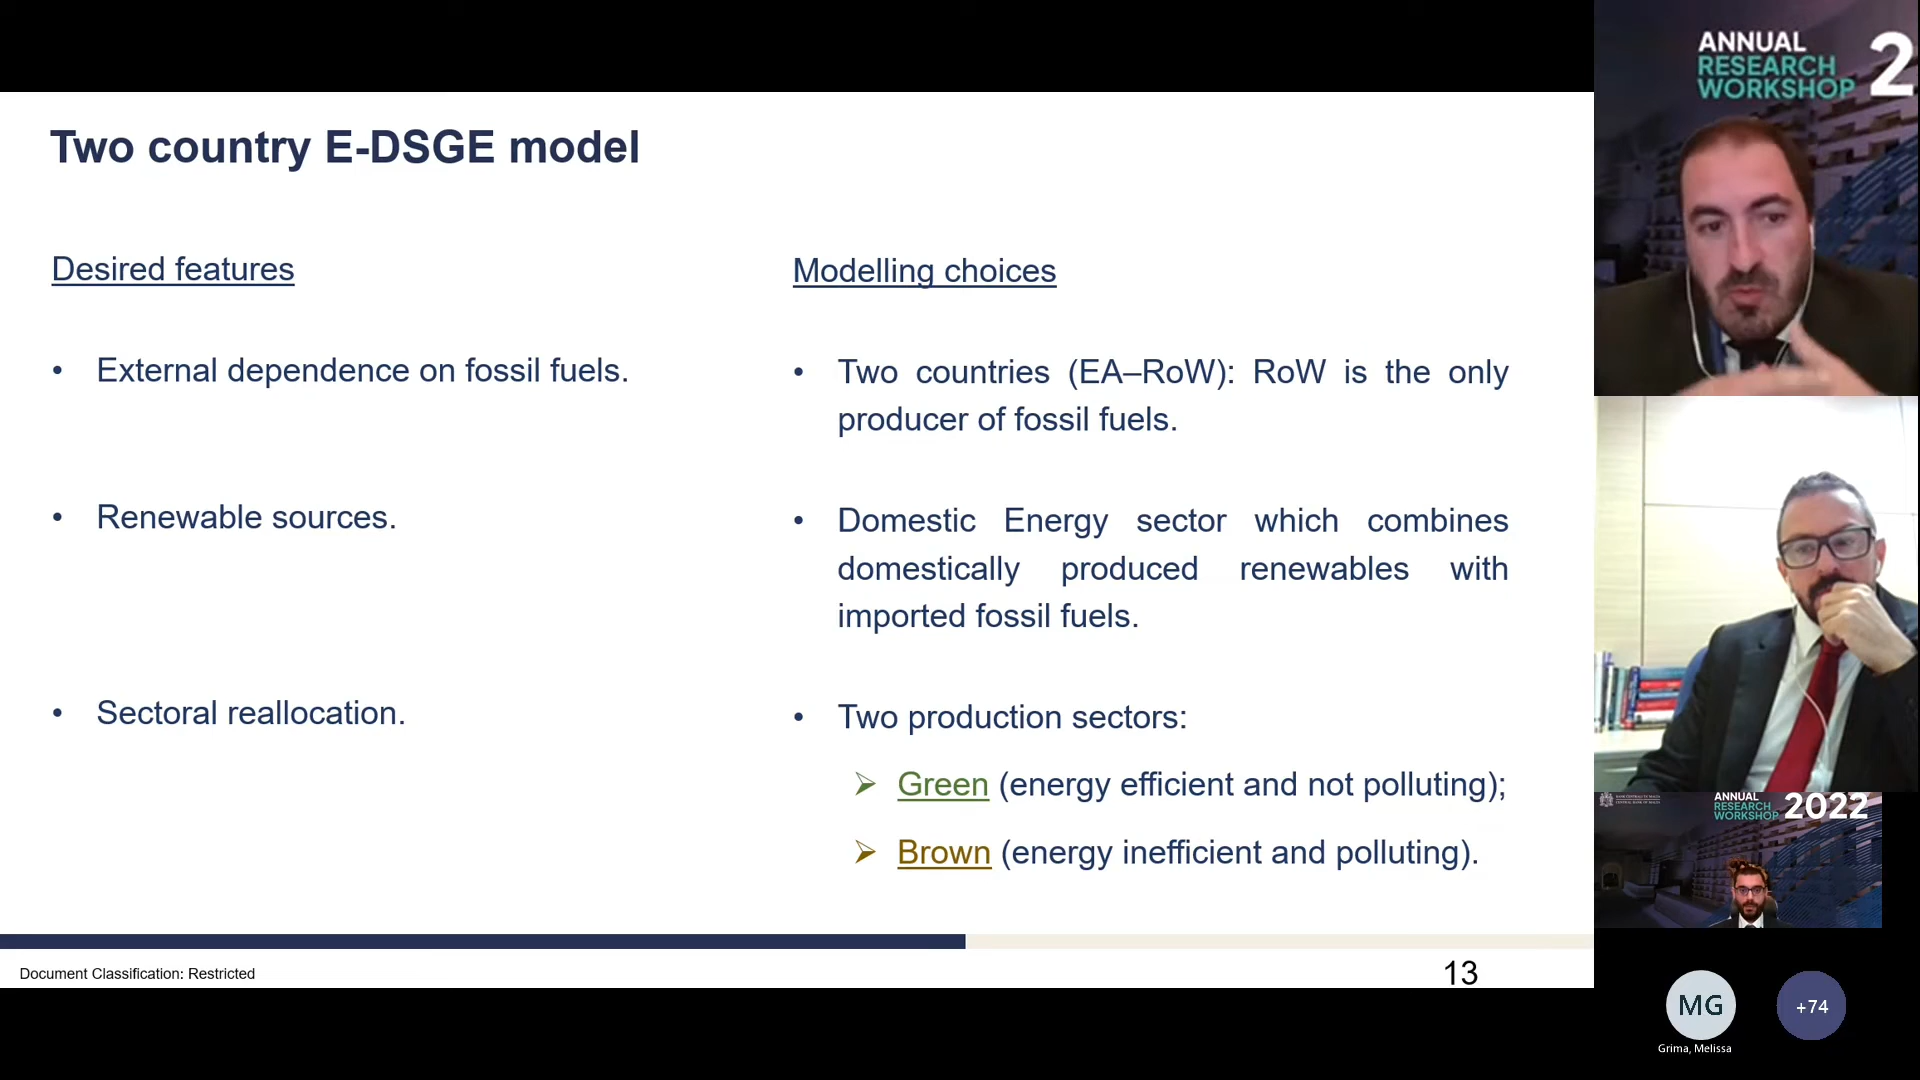 Two country E-DSGE model
Desired features
• External dependence on fossil fuels.
• Renewable sources.
• Sectoral reallocation.
Modelling choices
• Two countries (EA–RoW): RoW is the only
producer of fossil fuels.
• Domestic Energy sector which combines
domestically produced renewables with
imported fossil fuels.
• Two production sectors:
➢ Green (energy efficient and not polluting);
➢ Brown (energy inefficient and polluting).
Document Classification: Restricted
13
ANNUAL
RESEARCH
WORKSHOP
2
ANNUAL
RESEARCH
WORKSHOP
2022
MG
+74
Grima, Melissa